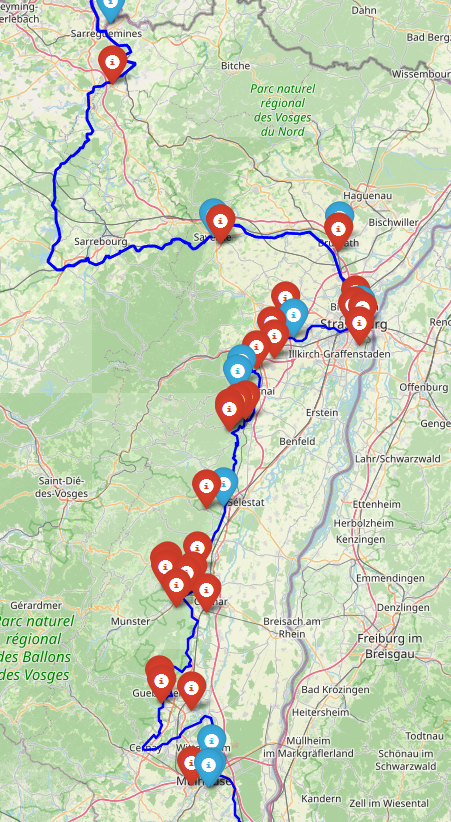 eyming-
erlebach
Sarreguemines
Dahn
Bad Berg
Bitche
Wissembour
Parc naturel
régional
des Vosges
du Nord
Haguenau
Bischwiller
Sarrebourg
Illkirch-Graffenstaden
Offenburg
Erstein
Genge
Benfeld
Lahr/Schwarzwald
Saint-Dié-
des-Vosges
Sélestat
Ettenheim
Herbolzheim
Kenzingen
Emmendingen
Gérardmer
Denzlingen
Munster
Breisach am
Rhein
Freiburg im
Breisgau
Parc naturel
régional
des Ballons
des Vosges
Bad Krozingen
Heitersheim
Todtnau
Müllheim
im Markgräflerland
Schönau im
Schwarzwald
Kandern
Zell im Wiesental